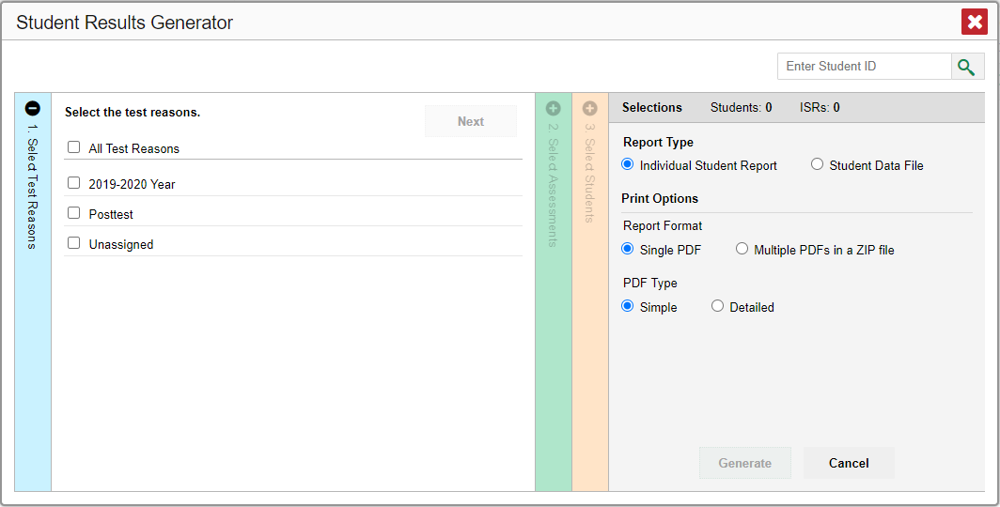 Student Results Generator
Enter Student ID
1. Select Test Reasons
Select the test reasons.
Next
All Test Reasons
2019-2020 Year
Posttest
Unassigned
2. Select Assessments
3. Select Students
Selections Students: 0 ISRs: 0
Report Type
Individual Student Report Student Data File
Print Options
Report Format
Single PDF Multiple PDFs in a ZIP file
PDF Type
Simple Detailed
Generate Cancel